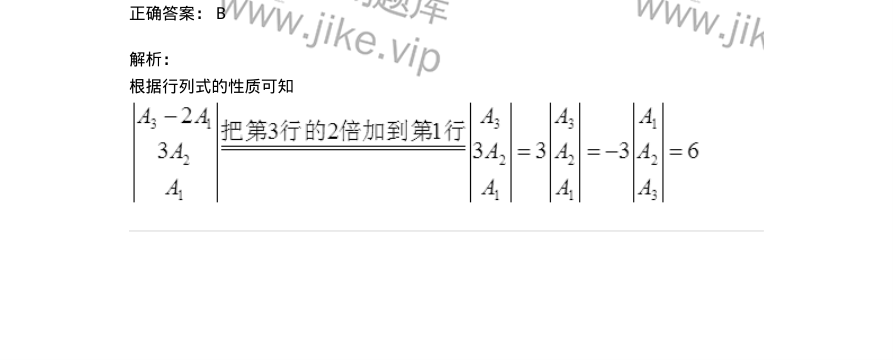 正确答案： B
题库
www.jike.vip
www.jik
解析：
根据行列式的性质可知
|A₃ − 2A₁; 3A₂; A₁| 把第3行的2倍加到第1行 |A₃; 3A₂; A₁| = 3 |A₃; A₂; A₁| = −3 |A₁; A₂; A₃| = 6